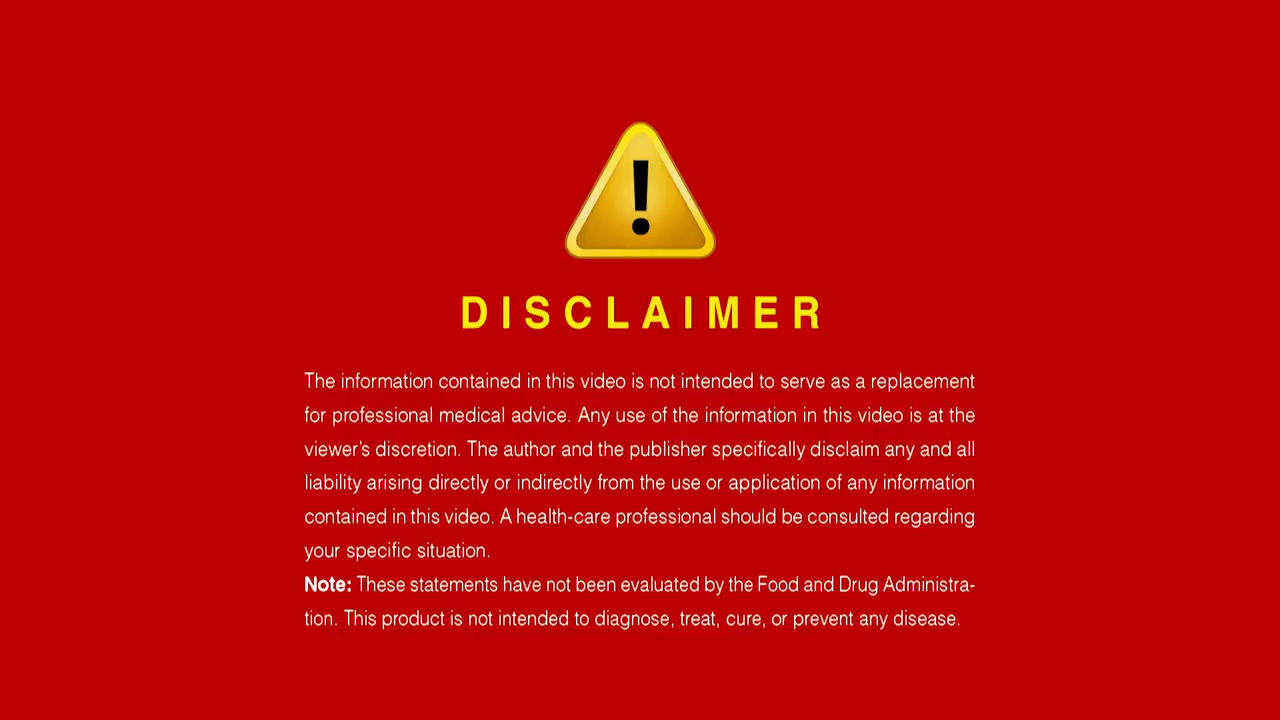 !
DISCLAIMER
The information contained in this video is not intended to serve as a replacement
for professional medical advice. Any use of the information in this video is at the
viewer's discretion. The author and the publisher specifically disclaim any and all
liability arising directly or indirectly from the use or application of any information
contained in this video. A health-care professional should be consulted regarding
your specific situation.
Note: These statements have not been evaluated by the Food and Drug Administra-
tion. This product is not intended to diagnose, treat, cure, or prevent any disease.